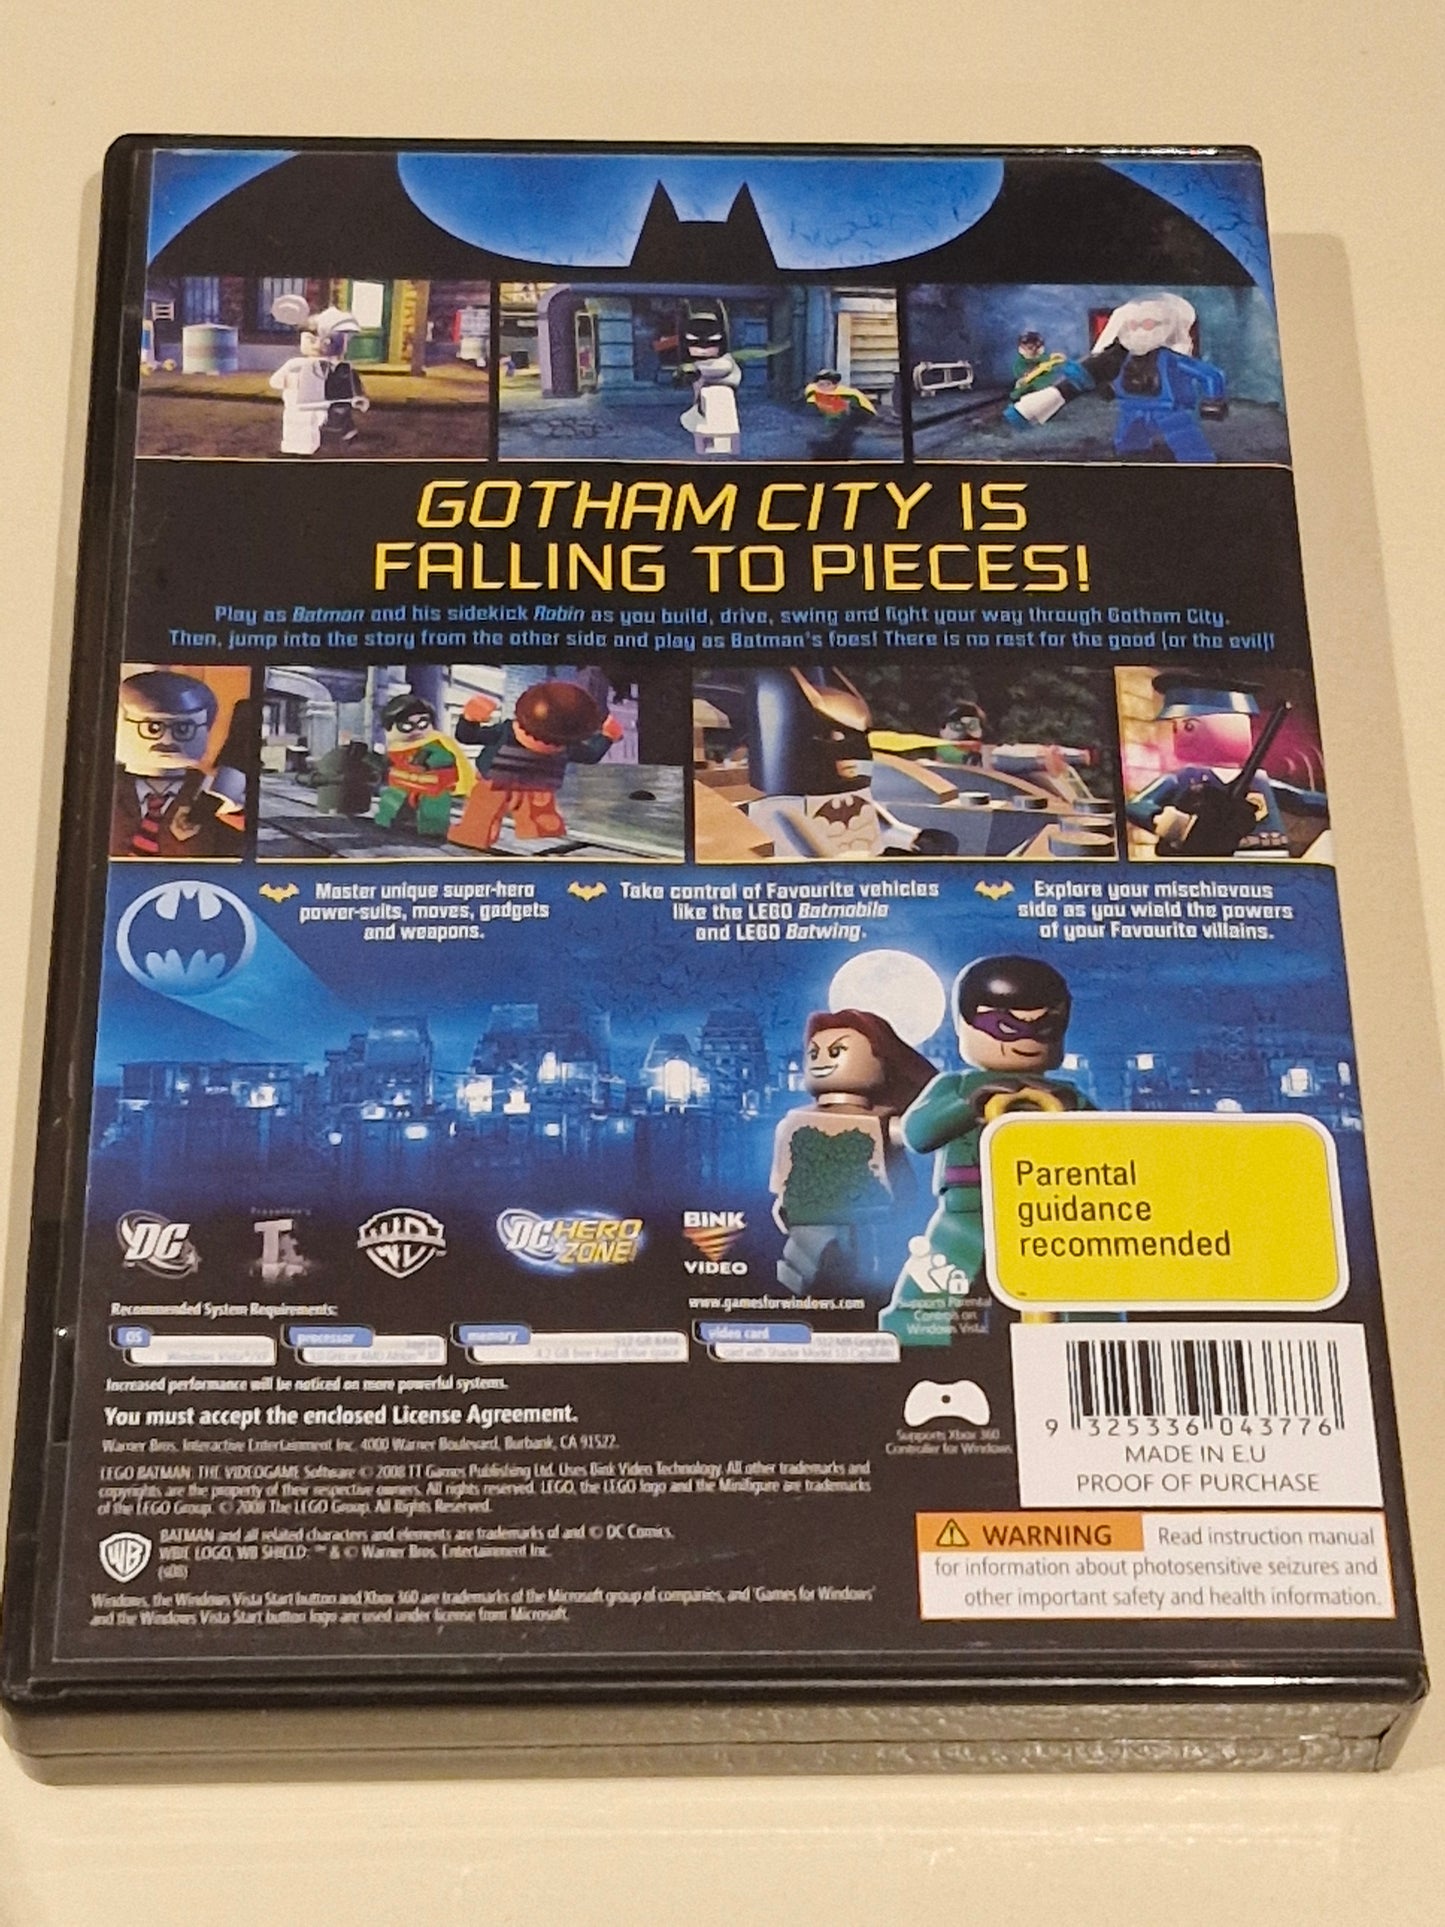 GOTHAM CITY IS
FALLING TO PIECES!
Play as Batman and his sidekick Robin as you build, drive, swing and fight your way through Gotham City.
Then, jump into the story from the other side and play as Batman's foes! There is no rest for the good (or the evil)!
Master unique super-hero
power-suits, moves, gadgets
and weapons.
Take control of Favourite vehicles
like the LEGO Batmobile
and LEGO Batwing.
Explore your mischievous
side as you wield the powers
of your Favourite villains.
Parental
guidance
recommended
DC
Traveller's
TT
WB
DC HERO
ZONE!
BINK
VIDEO
www.gamesforwindows.com
Supports Parental
Controls on
Windows Vista
Recommended System Requirements:
OS
processor
memory
video card
Increased performance will be noticed on more powerful systems.
You must accept the enclosed License Agreement.
Warner Bros. Interactive Entertainment Inc. 4000 Warner Boulevard, Burbank, CA 91522.
Supports Xbox 360
Controller for Windows
LEGO BATMAN: THE VIDEOGAME Software © 2008 TT Games Publishing Ltd. Uses Bink Video Technology. All other trademarks and
copyrights are the property of their respective owners. All rights reserved. LEGO, the LEGO logo and the Minifigure are trademarks
of the LEGO Group. © 2008 The LEGO Group. All Rights Reserved.
WB
BATMAN and all related characters and elements are trademarks of and © DC Comics.
WBIE LOGO, WB SHIELD: ™ & © Warner Bros. Entertainment Inc.
(s08)
Windows, the Windows Vista Start button and Xbox 360 are trademarks of the Microsoft group of companies, and 'Games for Windows'
and the Windows Vista Start button logo are used under license from Microsoft.
9 325336 043776
MADE IN E.U
PROOF OF PURCHASE
WARNING Read instruction manual
for information about photosensitive seizures and
other important safety and health information.